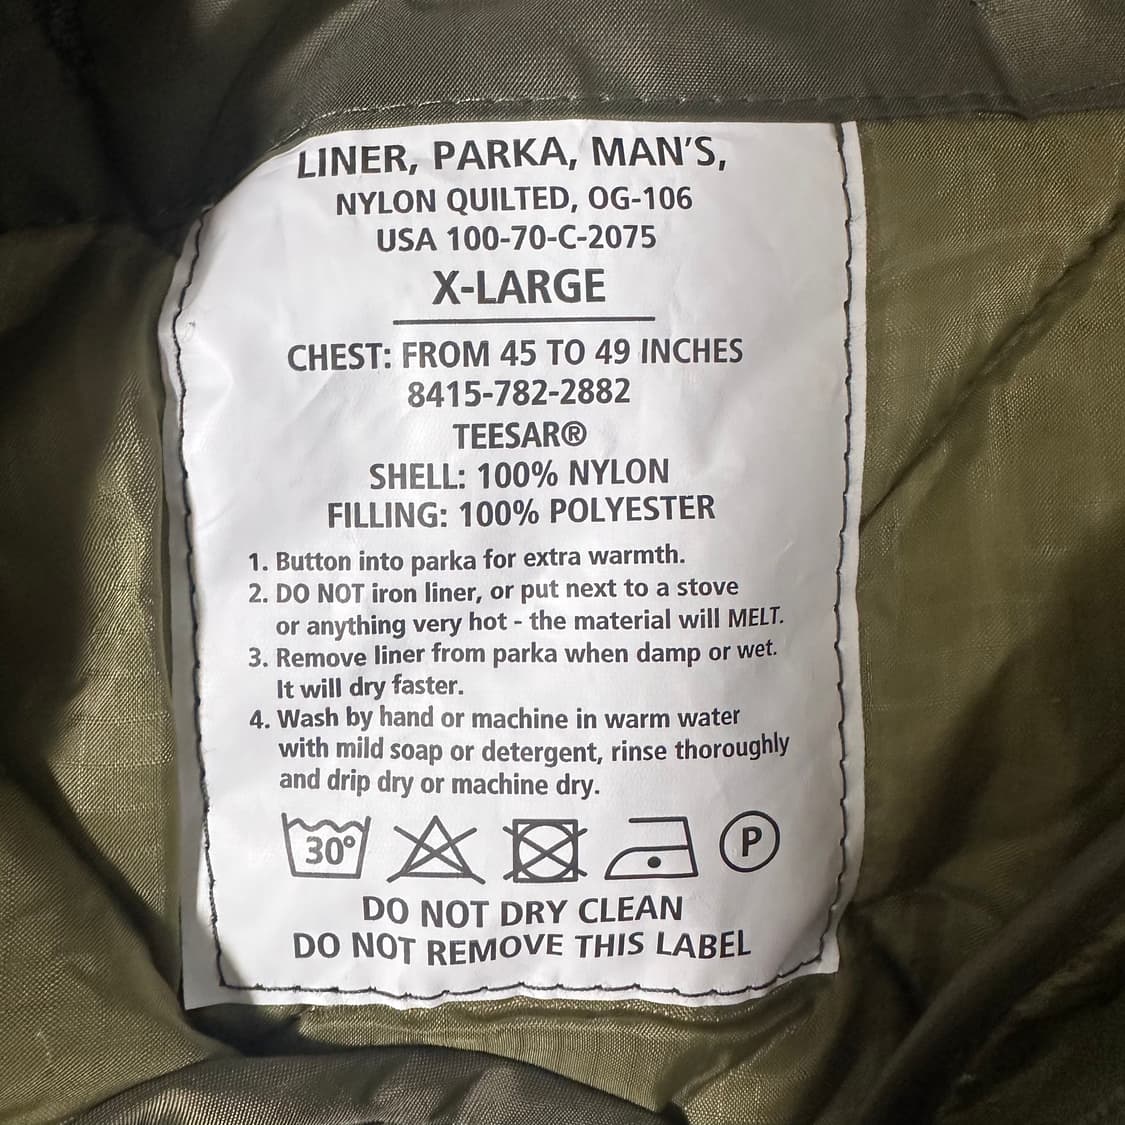 LINER, PARKA, MAN'S,
NYLON QUILTED, OG-106
USA 100-70-C-2075
X-LARGE
CHEST: FROM 45 TO 49 INCHES
8415-782-2882
TEESAR®
SHELL: 100% NYLON
FILLING: 100% POLYESTER
1. Button into parka for extra warmth.
2. DO NOT iron liner, or put next to a stove
or anything very hot - the material will MELT.
3. Remove liner from parka when damp or wet.
It will dry faster.
4. Wash by hand or machine in warm water
with mild soap or detergent, rinse thoroughly
and drip dry or machine dry.
30° P
DO NOT DRY CLEAN
DO NOT REMOVE THIS LABEL